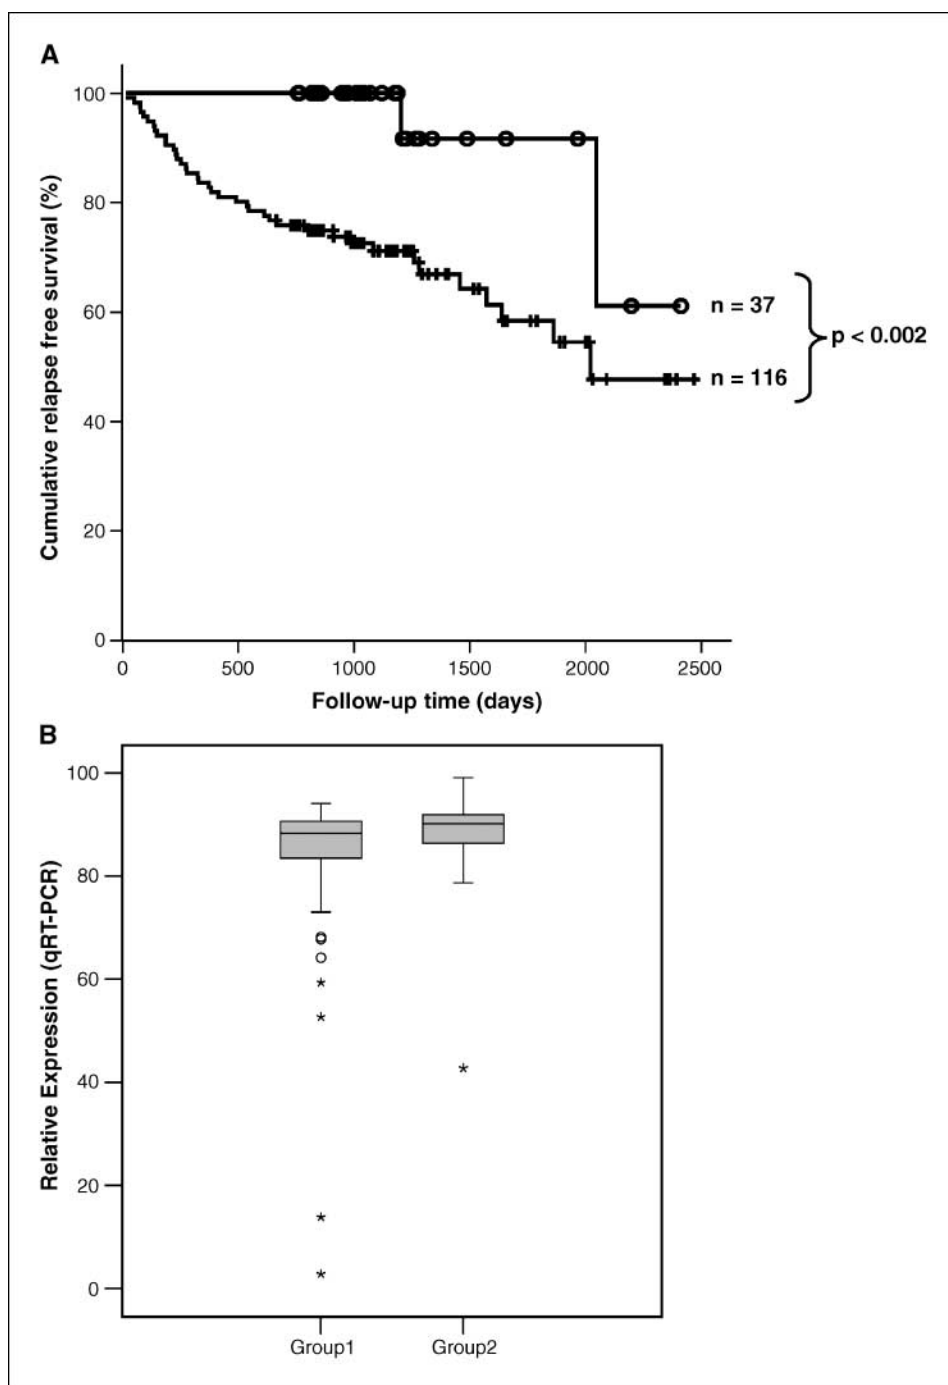 A
Cumulative relapse free survival (%)
100
80
60
40
20
0
n = 37
n = 116
p < 0.002
0 500 1000 1500 2000 2500
Follow-up time (days)
B
Relative Expression (qRT-PCR)
100
80
60
40
20
0
Group1 Group2